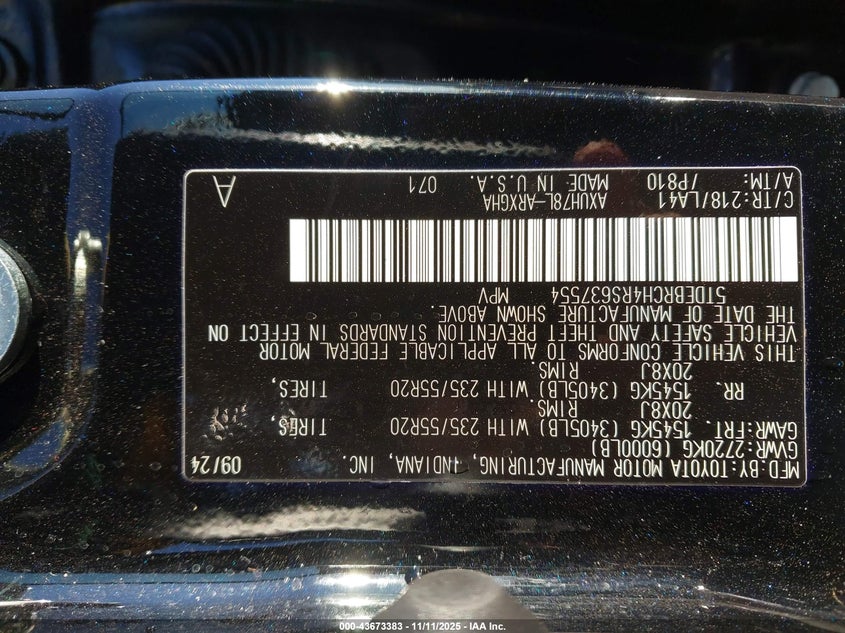 MFD.BY:TOYOTA MOTOR MANUFACTURING, INDIANA, INC. 09/24
GVWR:2720KG (6000LB)
GAWR:FRT. 1545KG (3405LB) WITH 235/55R20 TIRES,
20X8J RIMS.
RR. 1545KG (3405LB) WITH 235/55R20 TIRES,
20X8J RIMS.
THIS VEHICLE CONFORMS TO ALL APPLICABLE FEDERAL MOTOR
VEHICLE SAFETY AND THEFT PREVENTION STANDARDS IN EFFECT ON
THE DATE OF MANUFACTURE SHOWN ABOVE.
5TDEBRCH4RS637554 MPV
C/TR:218/LA41 AXUH78L-ARXGHA
/P810 MADE IN U.S.A.
A/TM: 071 A
000-43673383 - 11/11/2025 - IAA Inc.